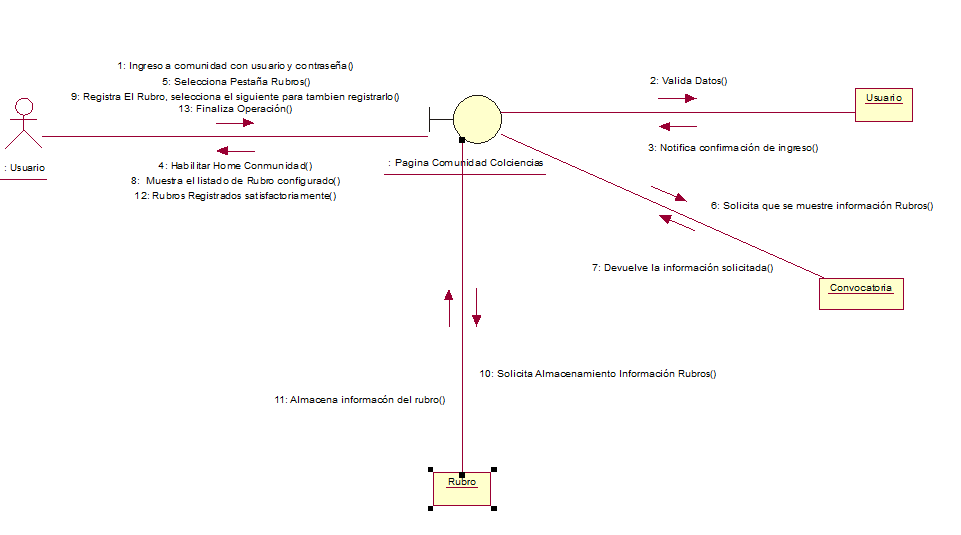 1: Ingreso a comunidad con usuario y contraseña()
5: Selecciona Pestaña Rubros()
9: Registra El Rubro, selecciona el siguiente para tambien registrarlo()
13: Finaliza Operación()
: Usuario
4: Habilitar Home Conmunidad()
8: Muestra el listado de Rubro configurado()
12: Rubros Registrados satisfactoriamente()
: Pagina Comunidad Colciencias
2: Valida Datos()
Usuario
3: Notifica confirmación de ingreso()
6: Solicita que se muestre información Rubros()
7: Devuelve la información solicitada()
Convocatoria
10: Solicita Almacenamiento Información Rubros()
11: Almacena informacón del rubro()
Rubro